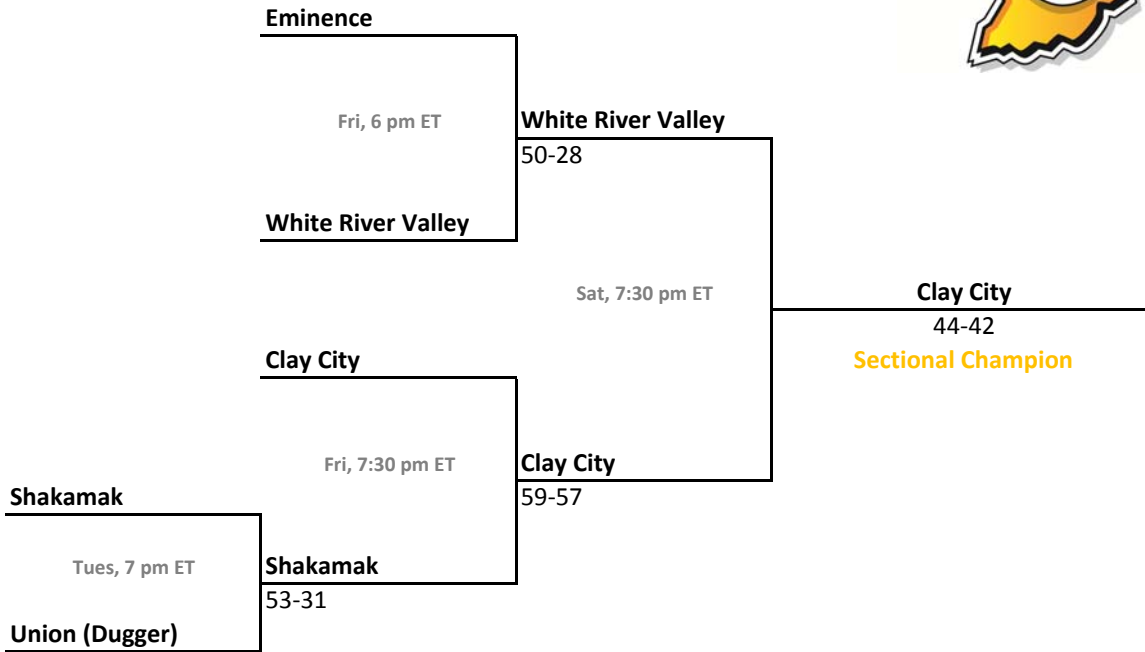 Eminence
Fri, 6 pm ET
White River Valley
50-28
White River Valley
Sat, 7:30 pm ET
Clay City
44-42
Sectional Champion
Clay City
Fri, 7:30 pm ET
Clay City
59-57
Shakamak
Tues, 7 pm ET
Shakamak
53-31
Union (Dugger)